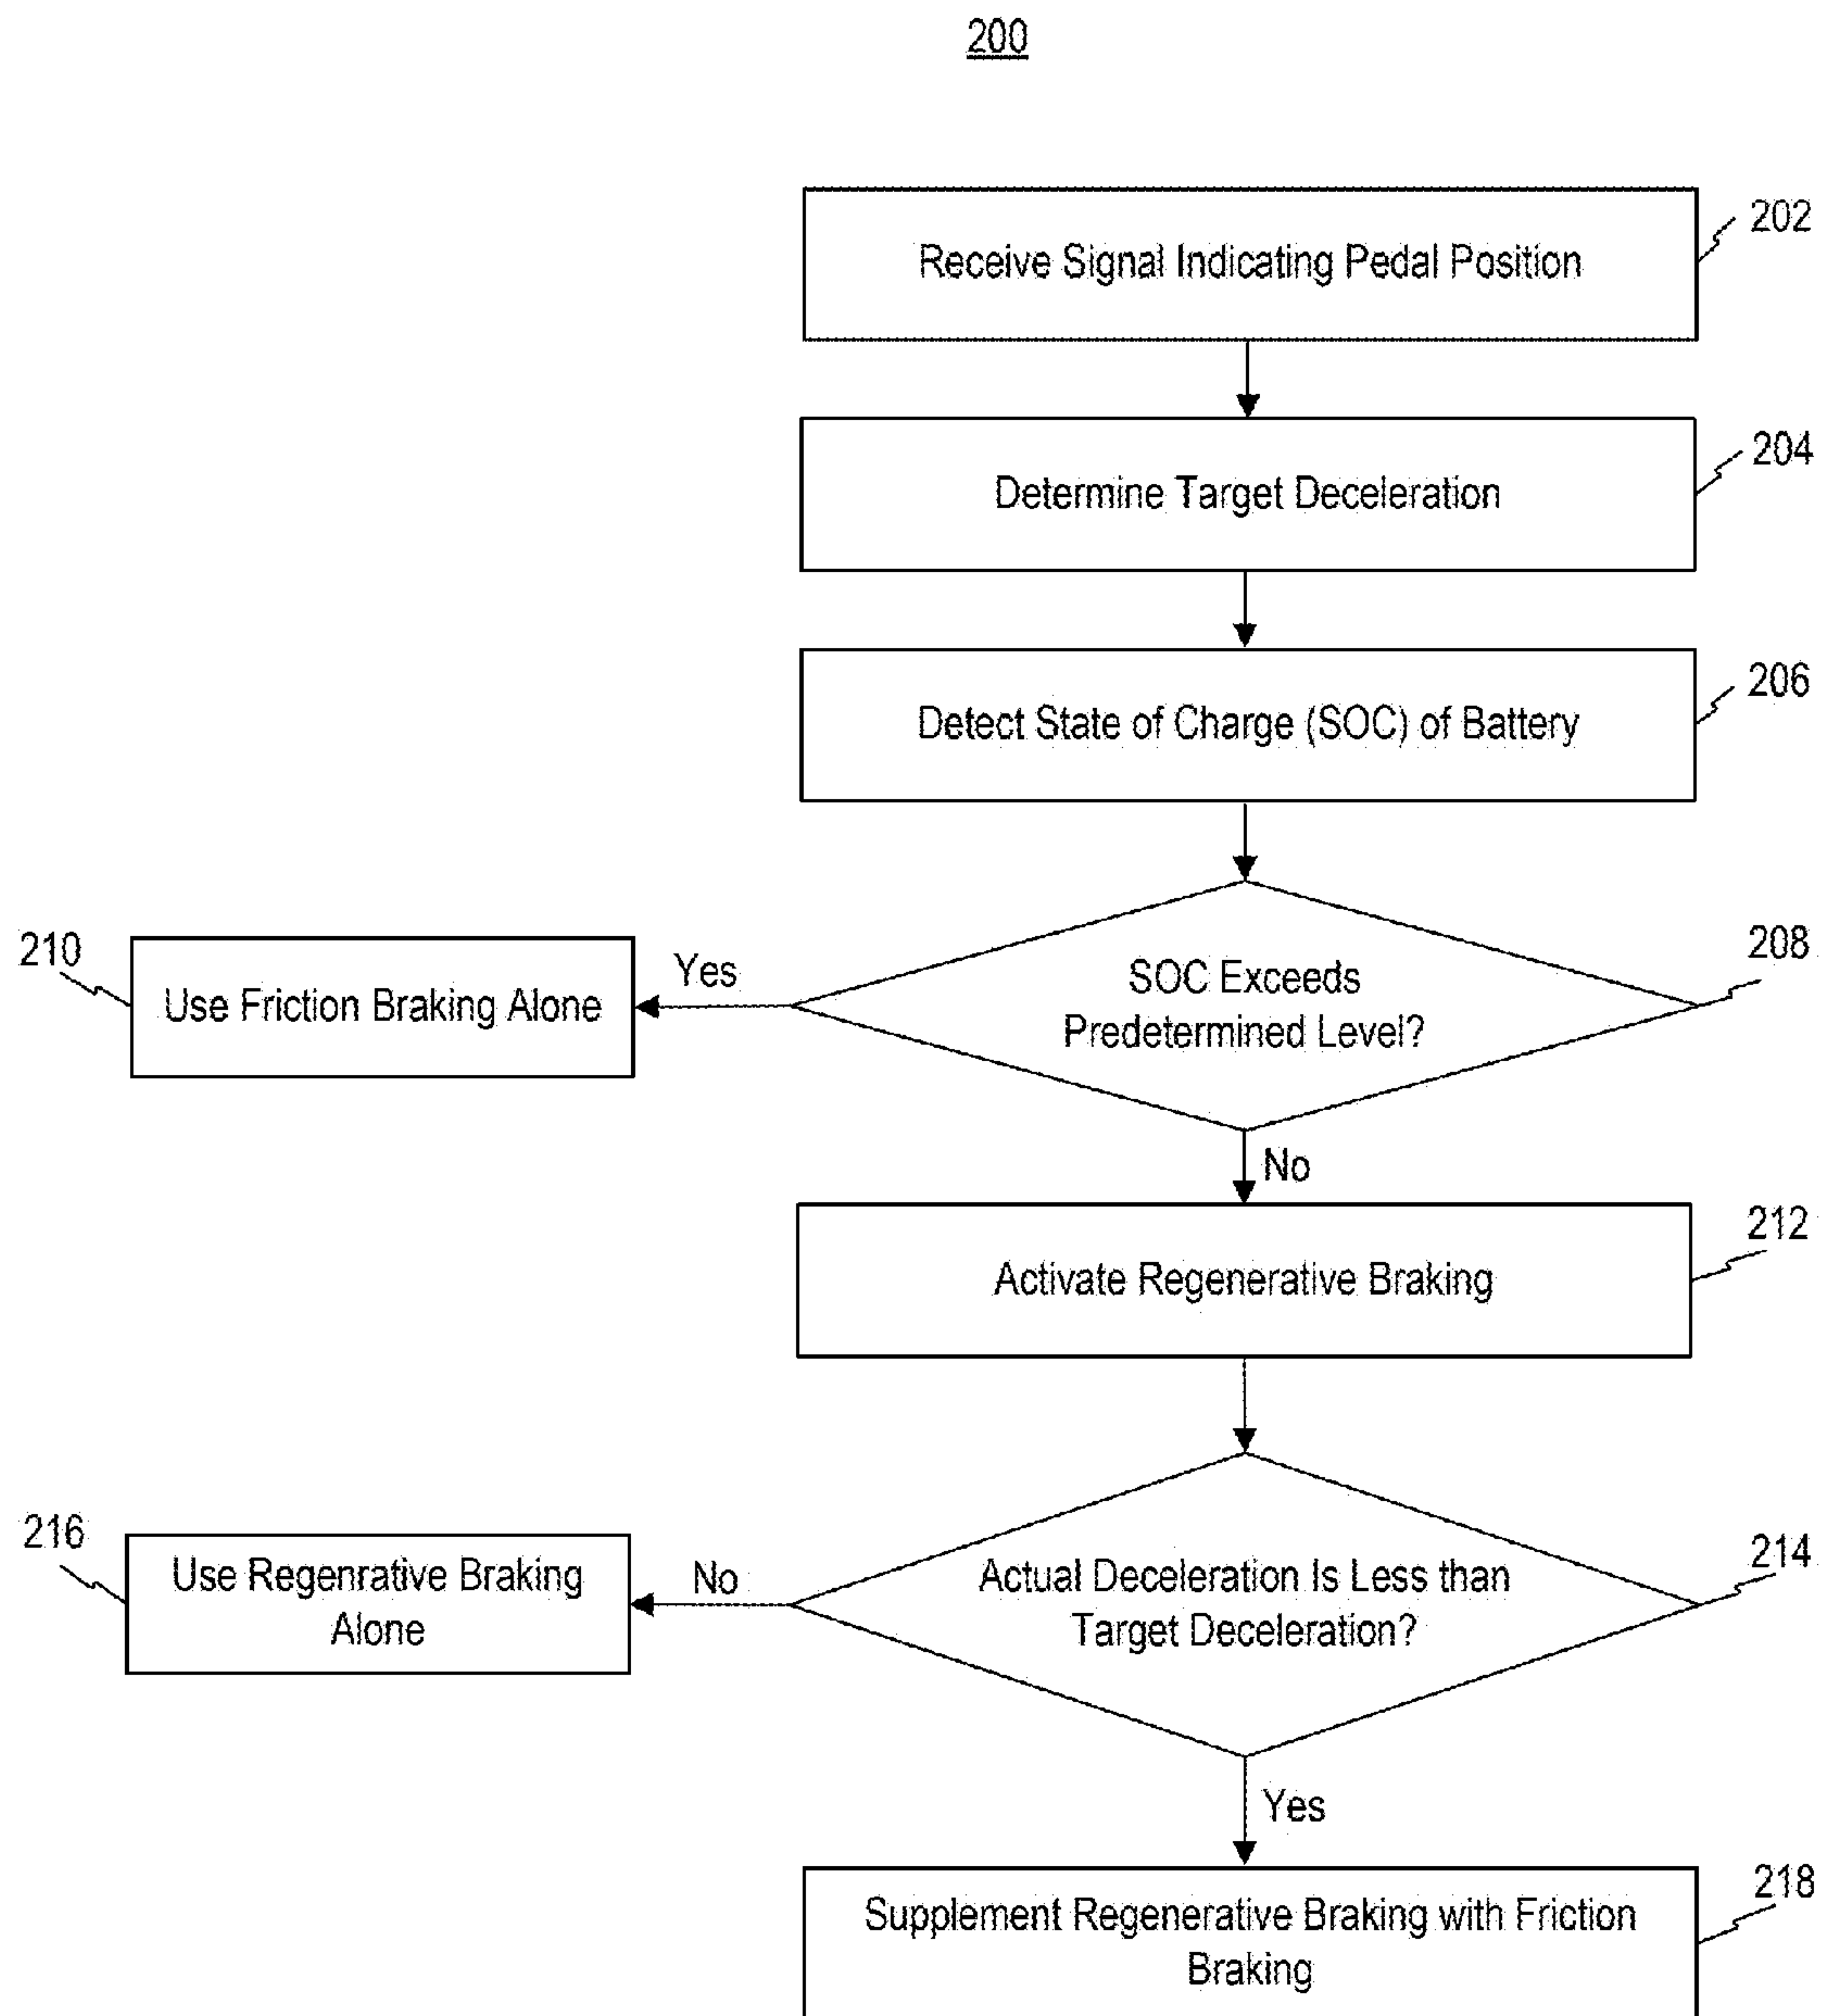 200
Receive Signal Indicating Pedal Position
202
Determine Target Deceleration
204
Detect State of Charge (SOC) of Battery
206
SOC Exceeds
Predetermined Level?
208
Yes
210
Use Friction Braking Alone
No
Activate Regenerative Braking
212
Actual Deceleration Is Less than
Target Deceleration?
214
No
216
Use Regenrative Braking
Alone
Yes
Supplement Regenerative Braking with Friction
Braking
218